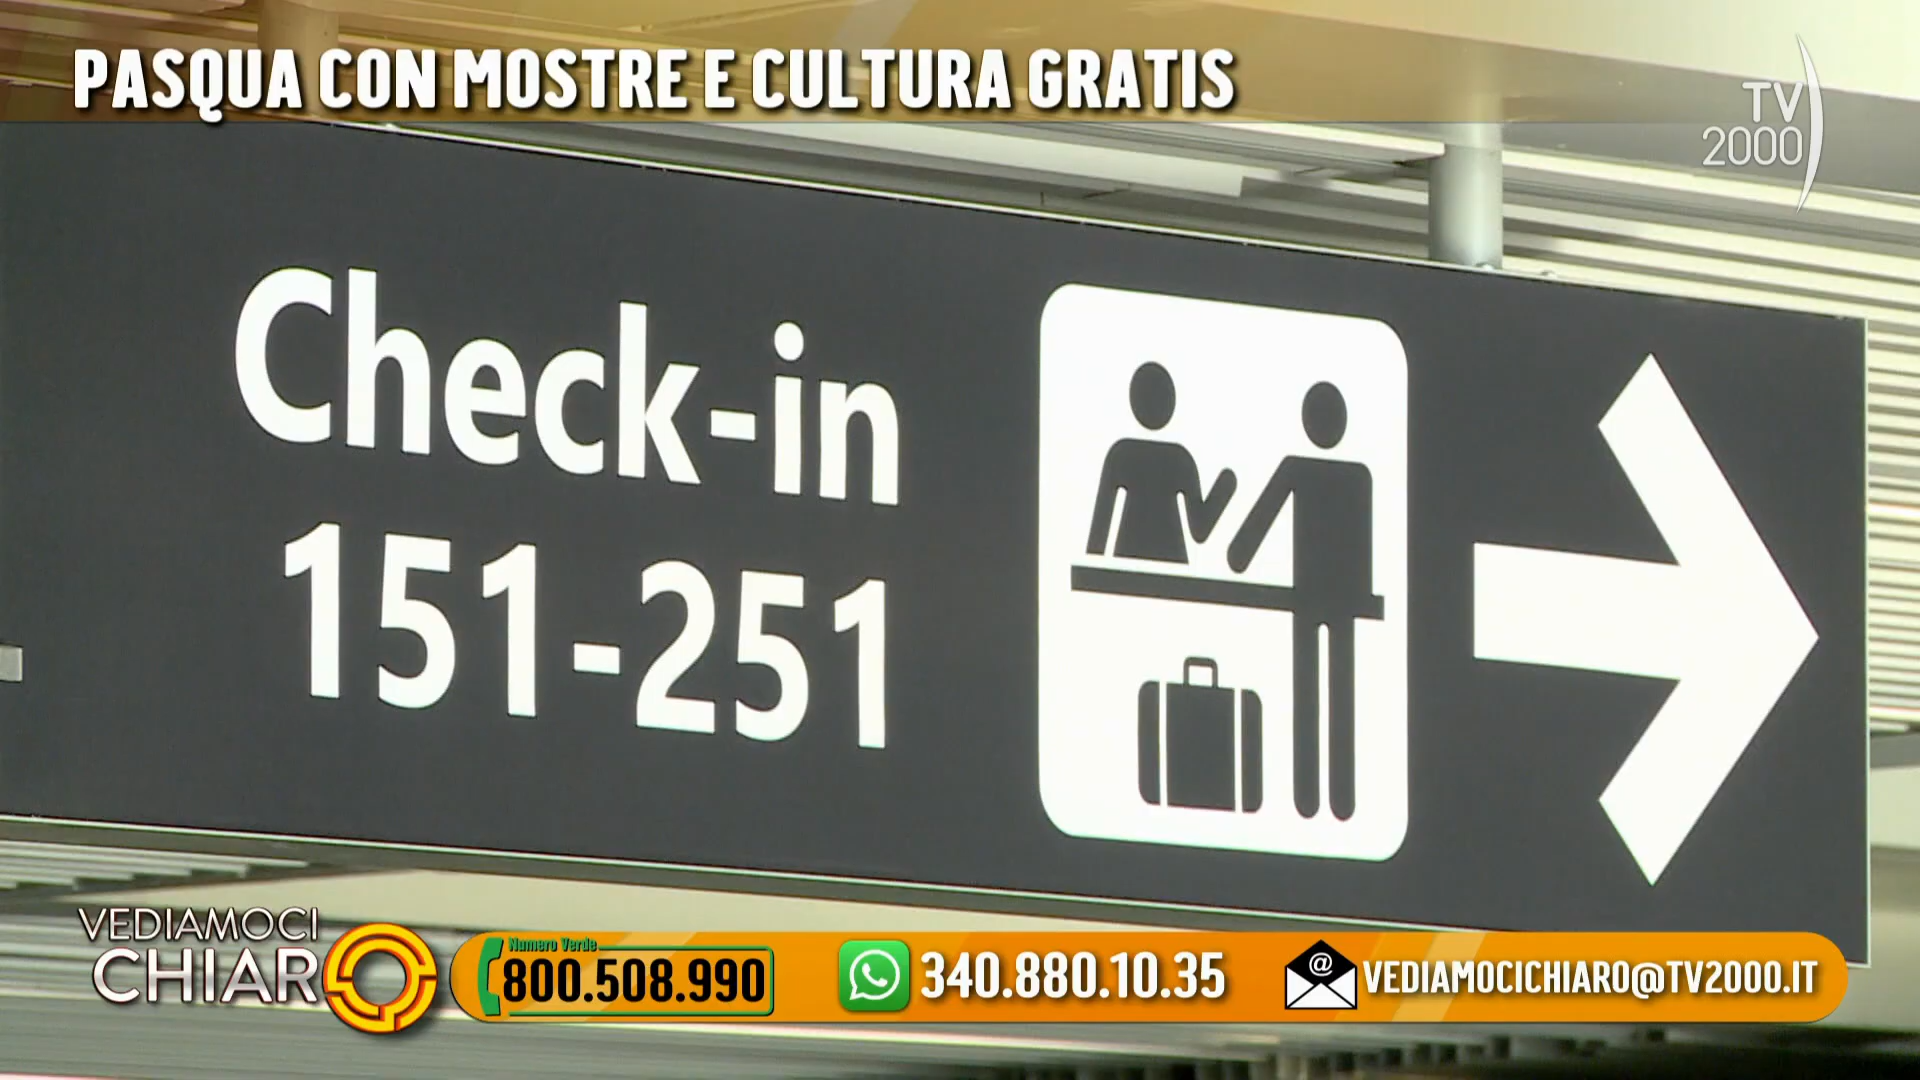 PASQUA CON MOSTRE E CULTURA GRATIS
TV
2000
Check-in
151-251
VEDIAMOCI
CHIARO
Numero Verde
800.508.990
340.880.10.35
@
VEDIAMOCICHIARO@TV2000.IT